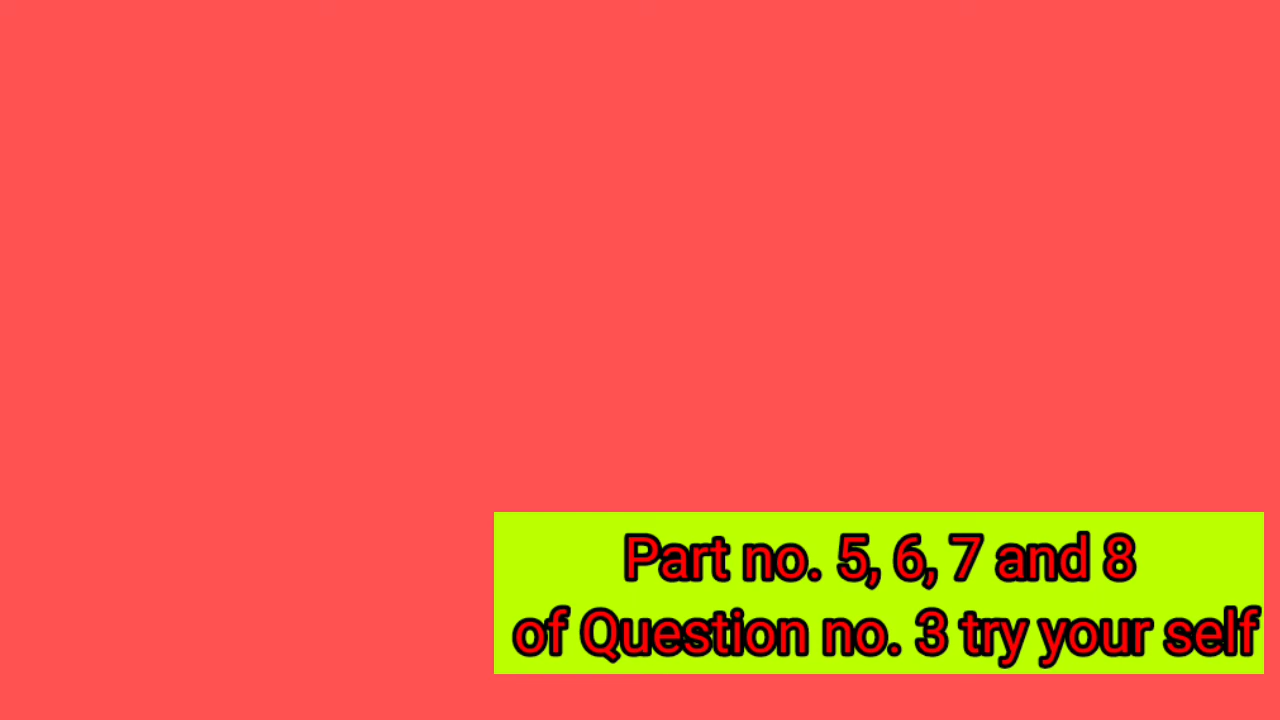 Part no. 5, 6, 7 and 8
of Question no. 3 try your self